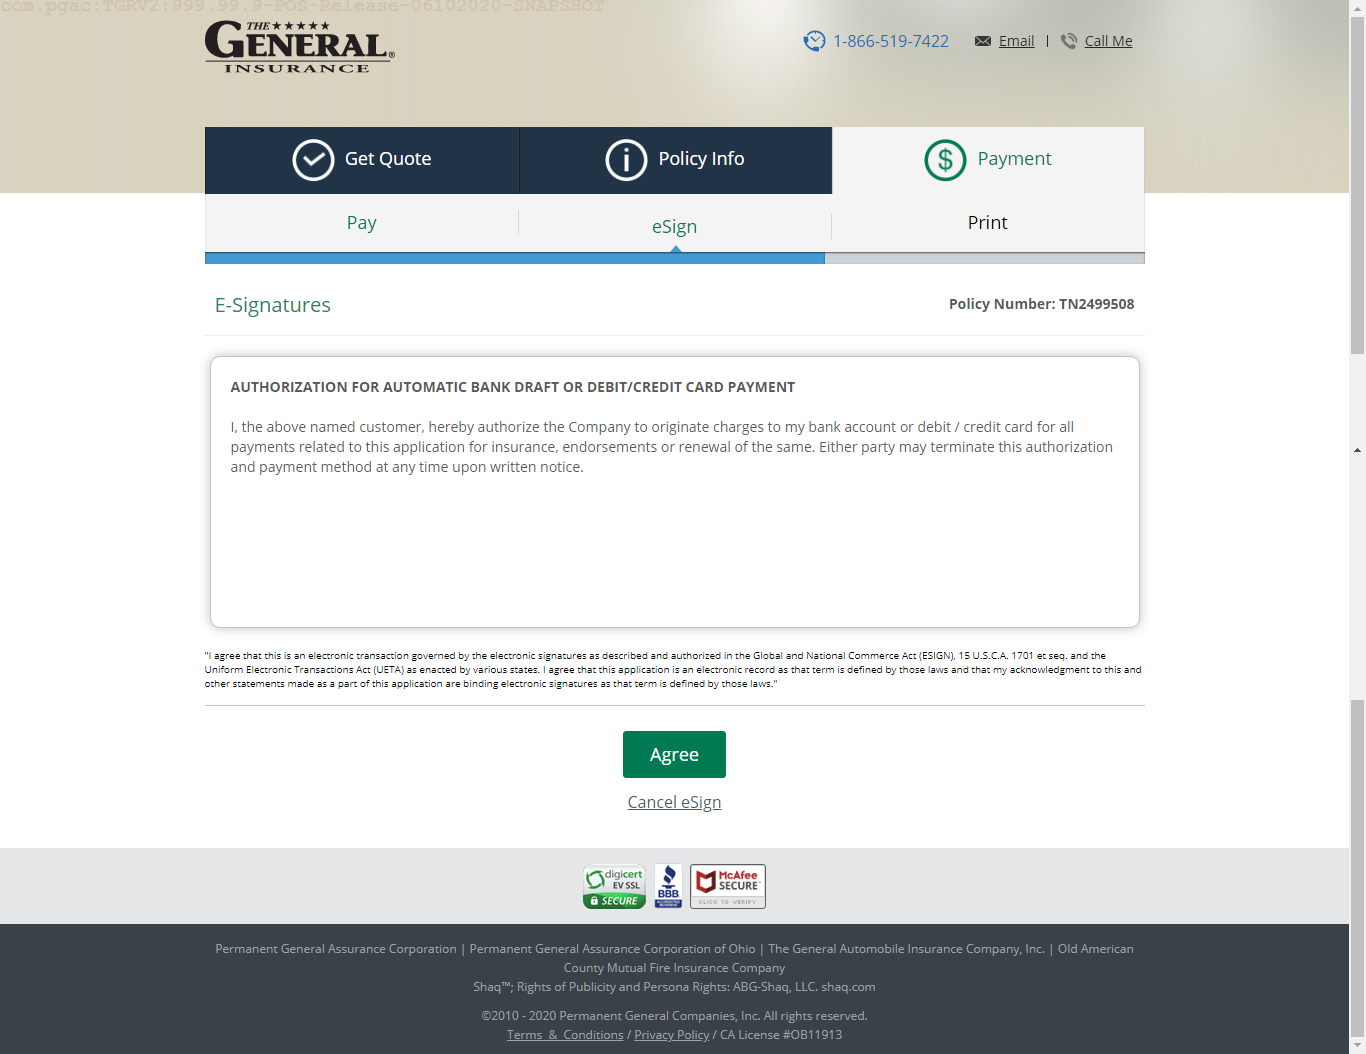 com.pgac:TGRV2:999.99.9-POS-Release-06102020-SNAPSHOT
THE
GENERAL®
INSURANCE
1-866-519-7422
Email | Call Me
Get Quote
Policy Info
$ Payment
Pay
eSign
Print
E-Signatures
Policy Number: TN2499508
AUTHORIZATION FOR AUTOMATIC BANK DRAFT OR DEBIT/CREDIT CARD PAYMENT
I, the above named customer, hereby authorize the Company to originate charges to my bank account or debit / credit card for all
payments related to this application for insurance, endorsements or renewal of the same. Either party may terminate this authorization
and payment method at any time upon written notice.
"I agree that this is an electronic transaction governed by the electronic signatures as described and authorized in the Global and National Commerce Act (ESIGN), 15 U.S.C.A. 1701 et seq. and the
Uniform Electronic Transactions Act (UETA) as enacted by various states. I agree that this application is an electronic record as that term is defined by those laws and that my acknowledgment to this and
other statements made as a part of this application are binding electronic signatures as that term is defined by those laws."
Agree
Cancel eSign
digicert
EV SSL
SECURE
BBB
ACCREDITED
BUSINESS
McAfee
SECURE
CLICK TO VERIFY
Permanent General Assurance Corporation | Permanent General Assurance Corporation of Ohio | The General Automobile Insurance Company, Inc. | Old American
County Mutual Fire Insurance Company
Shaq™; Rights of Publicity and Persona Rights: ABG-Shaq, LLC. shaq.com
©2010 - 2020 Permanent General Companies, Inc. All rights reserved.
Terms & Conditions / Privacy Policy / CA License #OB11913